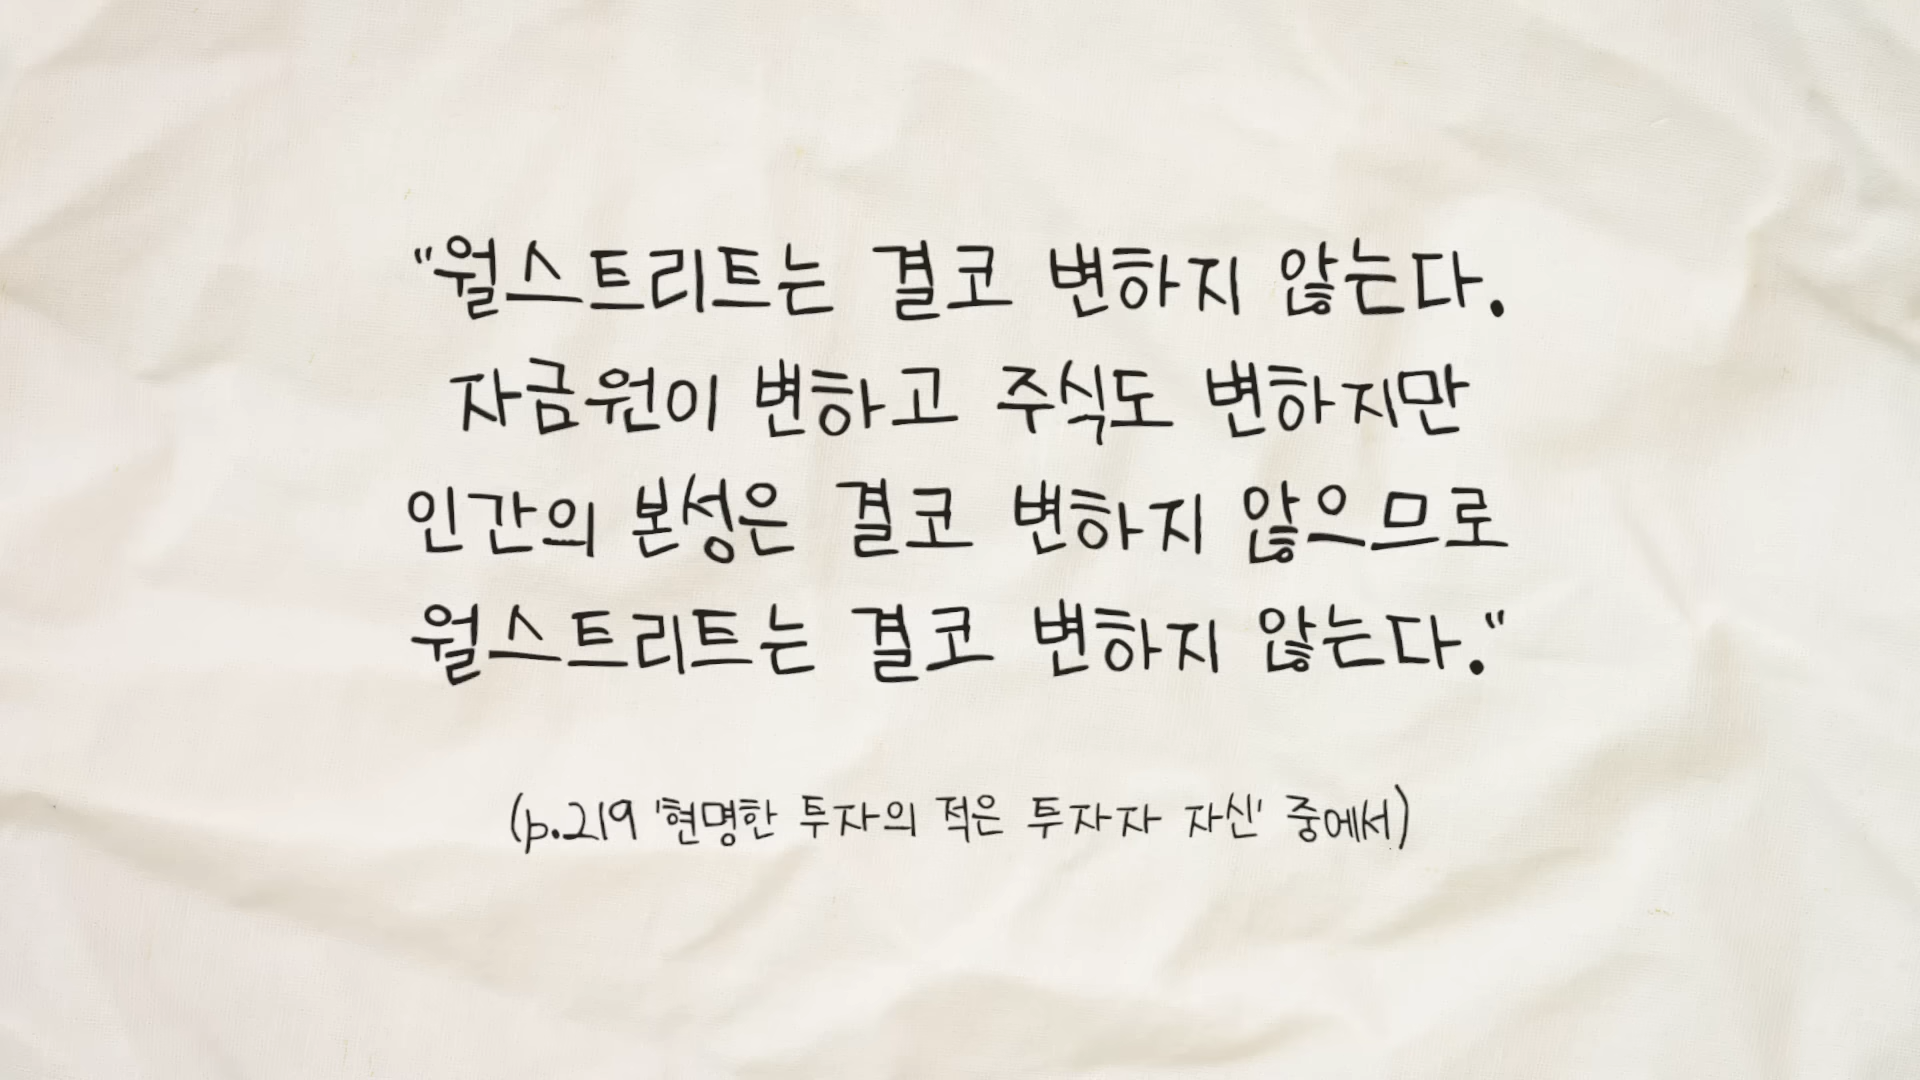 "월스트리트는 결코 변하지 않는다.
자금원이 변하고 주식도 변하지만
인간의 본성은 결코 변하지 않으므로
월스트리트는 결코 변하지 않는다."
(p.219 '현명한 투자의 적은 투자자 자신' 중에서)